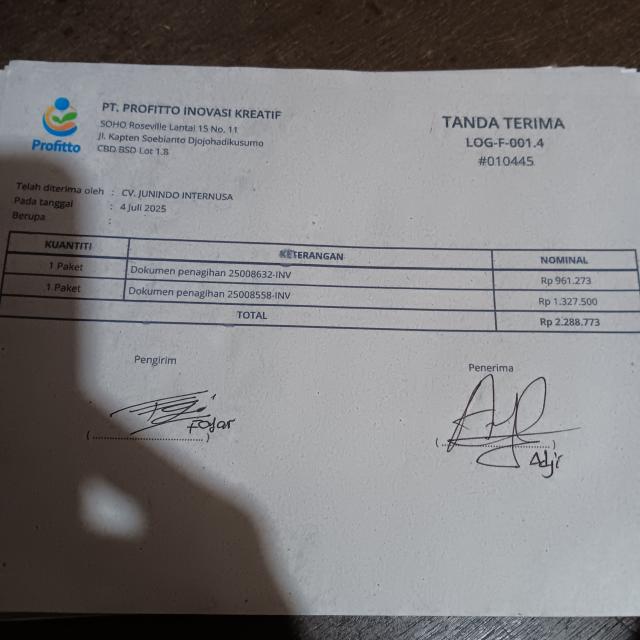 Profitto
PT. PROFITTO INOVASI KREATIF
SOHO Roseville Lantai 15 No. 11
Jl. Kapten Soebianto Djojohadikusumo
CBD BSD Lot 1.8
TANDA TERIMA
LOG-F-001.4
#010445
Telah diterima oleh : CV. JUNINDO INTERNUSA
Pada tanggal : 4 Juli 2025
Berupa :
KUANTITI KETERANGAN NOMINAL
1 Paket Dokumen penagihan 25008632-INV Rp 961.273
1 Paket Dokumen penagihan 25008558-INV Rp 1.327.500
TOTAL Rp 2.288.773
Pengirim Penerima
Fajar
Adji